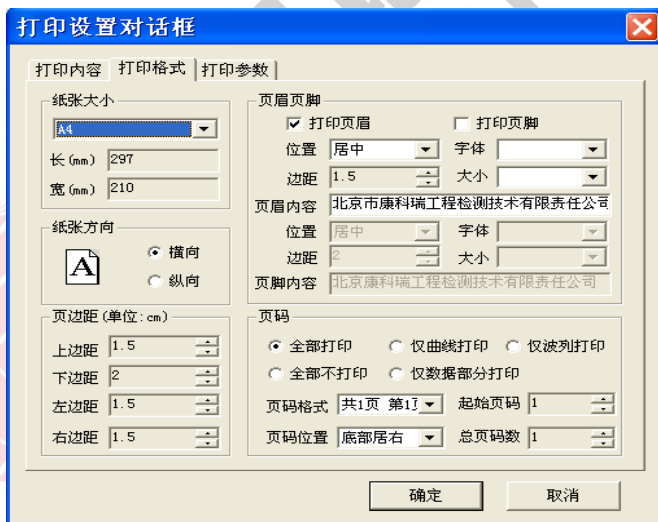 打印设置对话框
打印内容 打印格式 打印参数
纸张大小
A4
长(mm) 297
宽(mm) 210
纸张方向
A
横向
纵向
页边距(单位:cm)
上边距 1.5
下边距 2
左边距 1.5
右边距 1.5
页眉页脚
打印页眉 打印页脚
位置 居中 字体
边距 1.5 大小
页眉内容 北京市康科瑞工程检测技术有限责任公司
位置 居中 字体
边距 2 大小
页脚内容 北京康科瑞工程检测技术有限责任公司
页码
全部打印 仅曲线打印 仅波列打印
全部不打印 仅数据部分打印
页码格式 共1页 第1 起始页码 1
页码位置 底部居右 总页码数 1
确定 取消